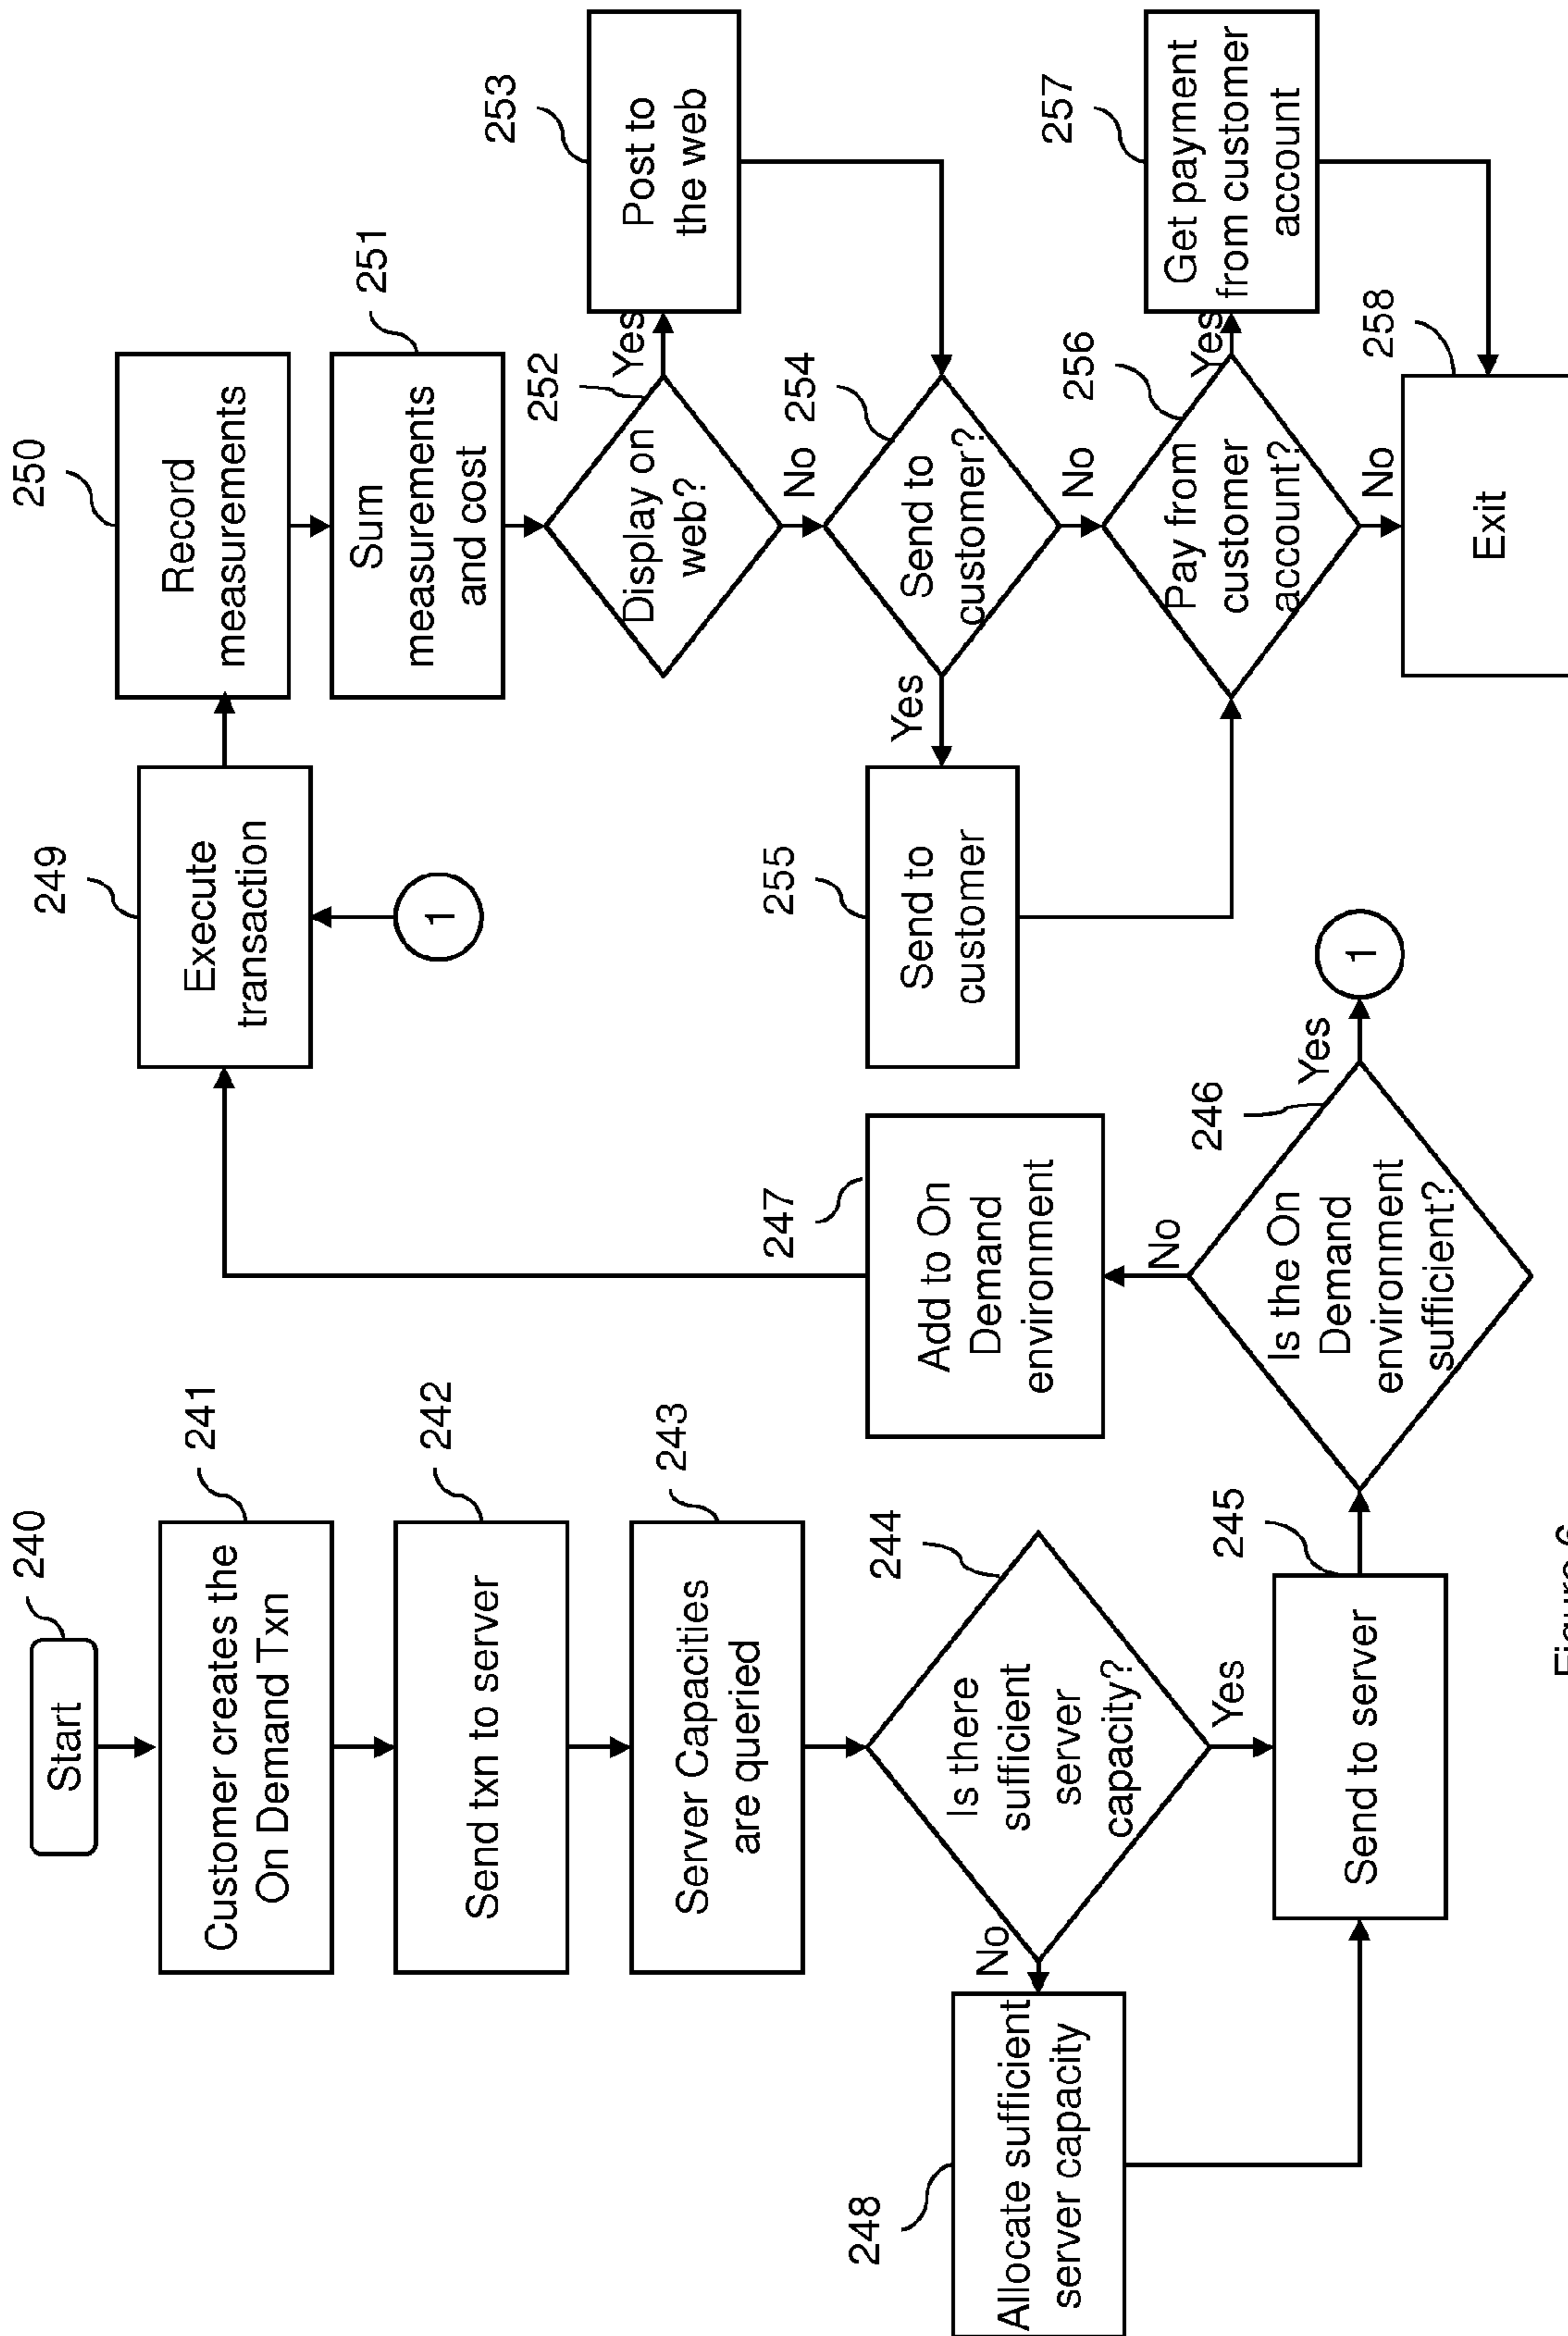 240
Start
241
Customer creates the
On Demand Txn
242
Send txn to server
243
Server Capacities
are queried
244
Is there
sufficient
server
capacity?
No
Yes
248
Allocate sufficient
server capacity
245
Send to server
246
Is the On
Demand
environment
sufficient?
No
Yes
1
247
Add to On
Demand
environment
249
Execute
transaction
1
250
Record
measurements
251
Sum
measurements
and cost
252
Display on
web?
Yes
No
253
Post to
the web
254
Send to
customer?
Yes
No
255
Send to
customer
256
Pay from
customer
account?
Yes
No
257
Get payment
from customer
account
258
Exit
Figure 6